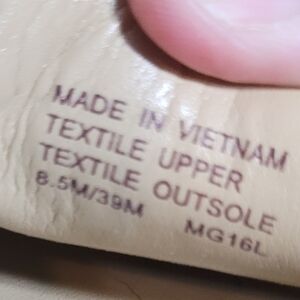 MADE IN VIETNAM
TEXTILE UPPER
TEXTILE OUTSOLE
8.5M/39M MG16L